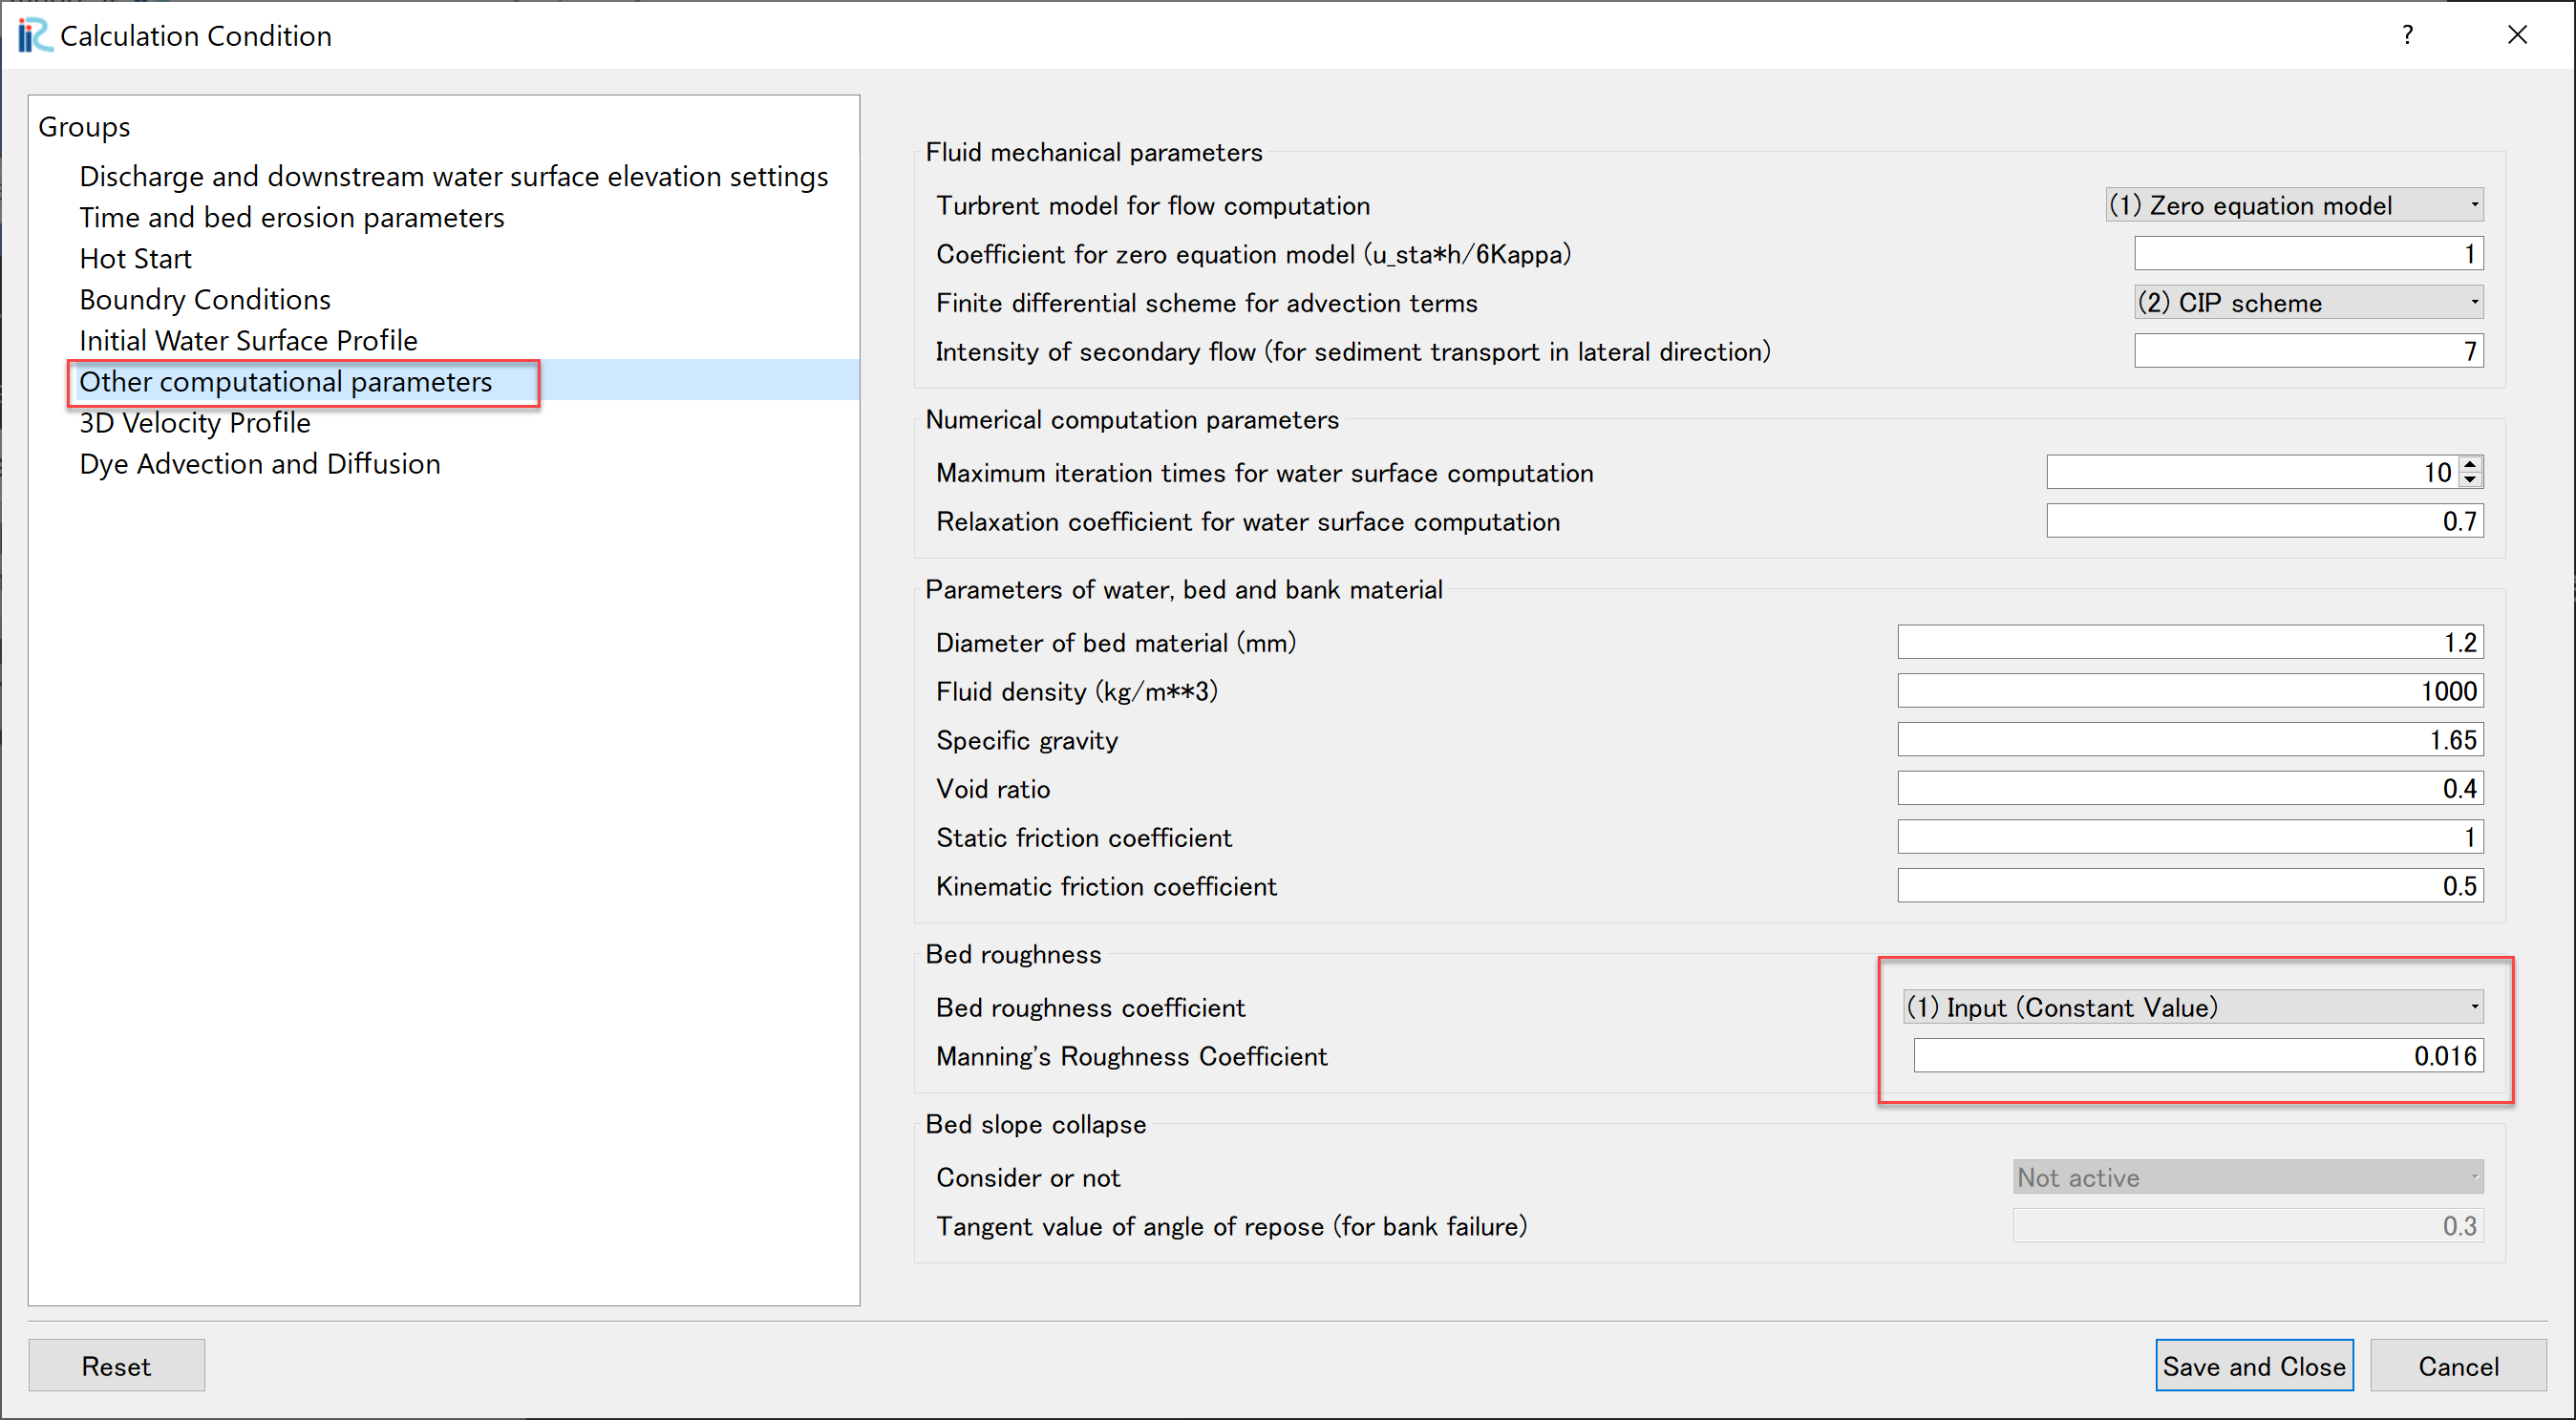 Calculation Condition
?
Groups
Discharge and downstream water surface elevation settings
Time and bed erosion parameters
Hot Start
Boundry Conditions
Initial Water Surface Profile
Other computational parameters
3D Velocity Profile
Dye Advection and Diffusion
Fluid mechanical parameters
Turbrent model for flow computation (1) Zero equation model
Coefficient for zero equation model (u_sta*h/6Kappa) 1
Finite differential scheme for advection terms (2) CIP scheme
Intensity of secondary flow (for sediment transport in lateral direction) 7
Numerical computation parameters
Maximum iteration times for water surface computation 10
Relaxation coefficient for water surface computation 0.7
Parameters of water, bed and bank material
Diameter of bed material (mm) 1.2
Fluid density (kg/m**3) 1000
Specific gravity 1.65
Void ratio 0.4
Static friction coefficient 1
Kinematic friction coefficient 0.5
Bed roughness
Bed roughness coefficient (1) Input (Constant Value)
Manning's Roughness Coefficient 0.016
Bed slope collapse
Consider or not Not active
Tangent value of angle of repose (for bank failure) 0.3
Reset Save and Close Cancel